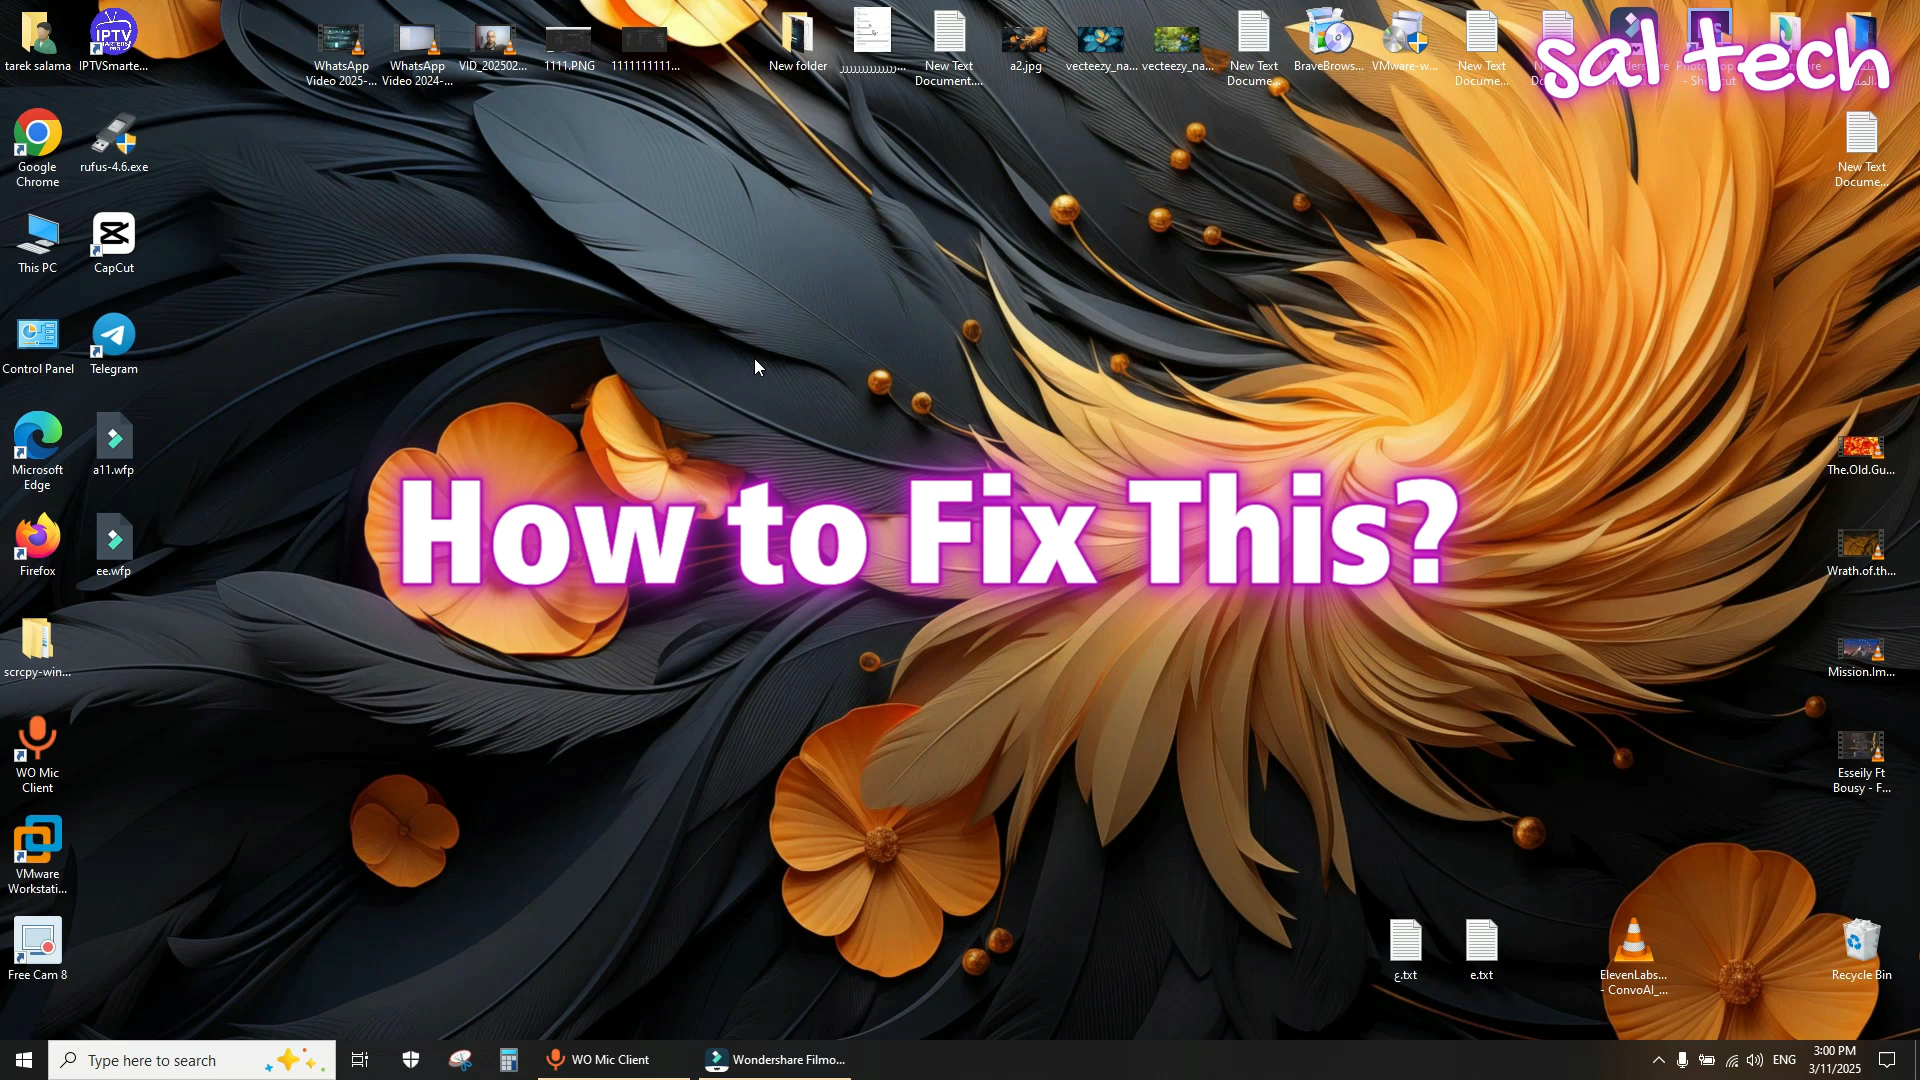 sal tech
tarek salama
IPTVSmarte...
WhatsApp
Video 2025-...
WhatsApp
Video 2024-...
VID_202502...
1111.PNG
1111111111...
New folder
New Text
Document....
a2.jpg
vecteezy_na...
vecteezy_na...
New Text
Docume...
BraveBrows...
VMware-w...
New Text
Docume...
Google
Chrome
rufus-4.6.exe
New Text
Docume...
This PC
CapCut
Control Panel
Telegram
Microsoft
Edge
a11.wfp
The.Old.Gu...
How to Fix This?
Firefox
ee.wfp
Wrath.of.th...
scrcpy-win...
Mission.Im...
WO Mic
Client
Esseily Ft
Bousy - F...
VMware
Workstati...
Free Cam 8
ع.txt
e.txt
ElevenLabs...
- ConvoAI_...
Recycle Bin
Type here to search
WO Mic Client
Wondershare Filmo...
ENG
3:00 PM
3/11/2025